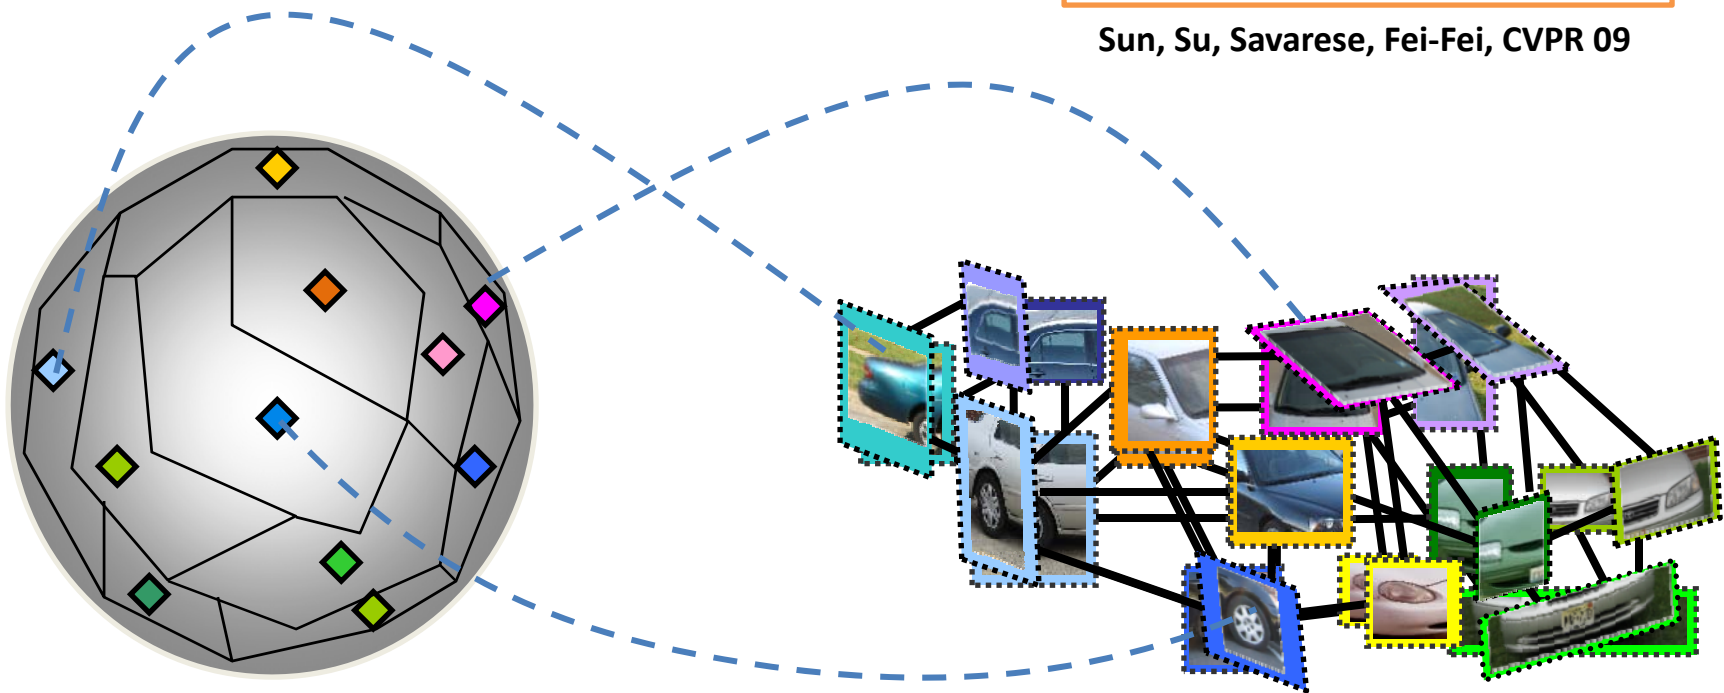 Sun, Su, Savarese, Fei-Fei, CVPR 09